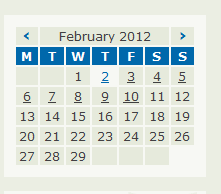 ‹ February 2012 ›
M T W T F S S
1 2 3 4 5
6 7 8 9 10 11 12
13 14 15 16 17 18 19
20 21 22 23 24 25 26
27 28 29